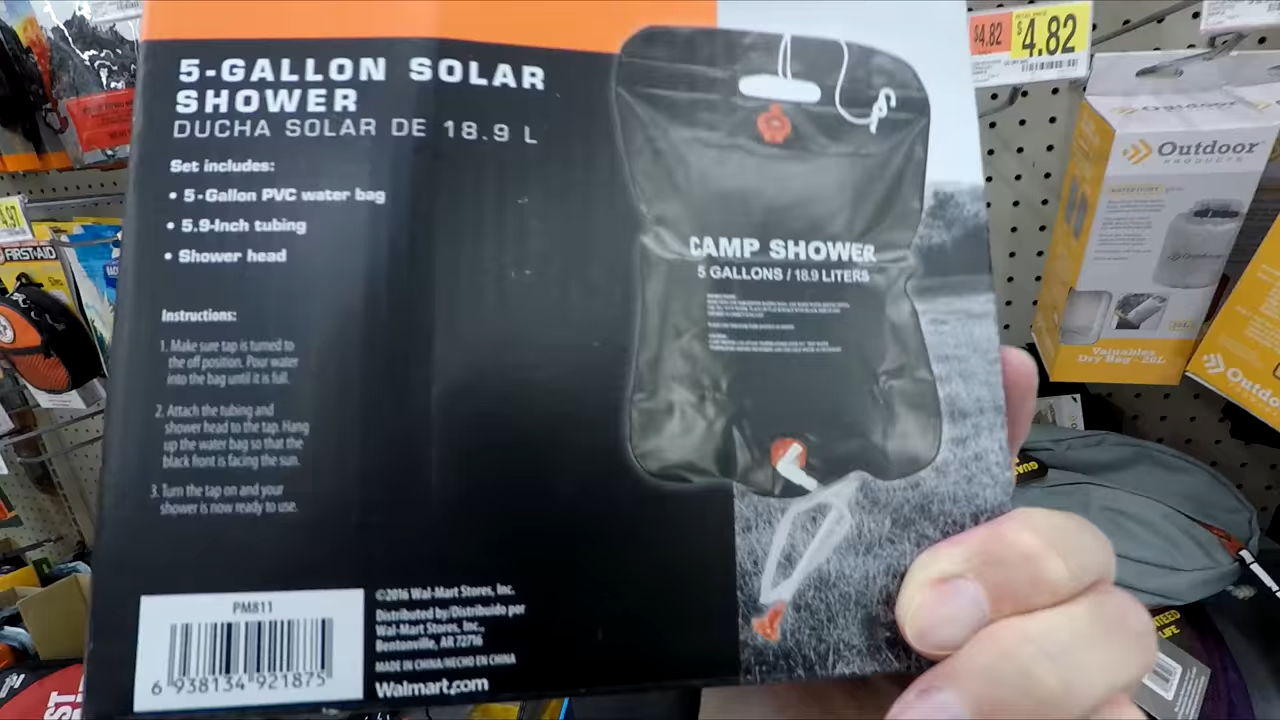 5-GALLON SOLAR
SHOWER
DUCHA SOLAR DE 18.9 L
Set includes:
• 5-Gallon PVC water bag
• 5.9-Inch tubing
• Shower head
Instructions:
1. Make sure tap is turned to
the off position. Pour water
into the bag until it is full.
2. Attach the tubing and
shower head to the tap. Hang
up the water bag so that the
black front is facing the sun.
3. Turn the tap on and your
shower is now ready to use.
PM811
6 938134 921875
©2016 Wal-Mart Stores, Inc.
Distributed by/Distribuido por
Wal-Mart Stores, Inc.,
Bentonville, AR 72716
MADE IN CHINA/HECHO EN CHINA
Walmart.com
CAMP SHOWER
5 GALLONS / 18.9 LITERS
$4.82
$4.82
Outdoor
PRODUCTS
Outdoor
Valuables
Dry Bag - 20L
20L
Outdo
FIRST-AID
4.97